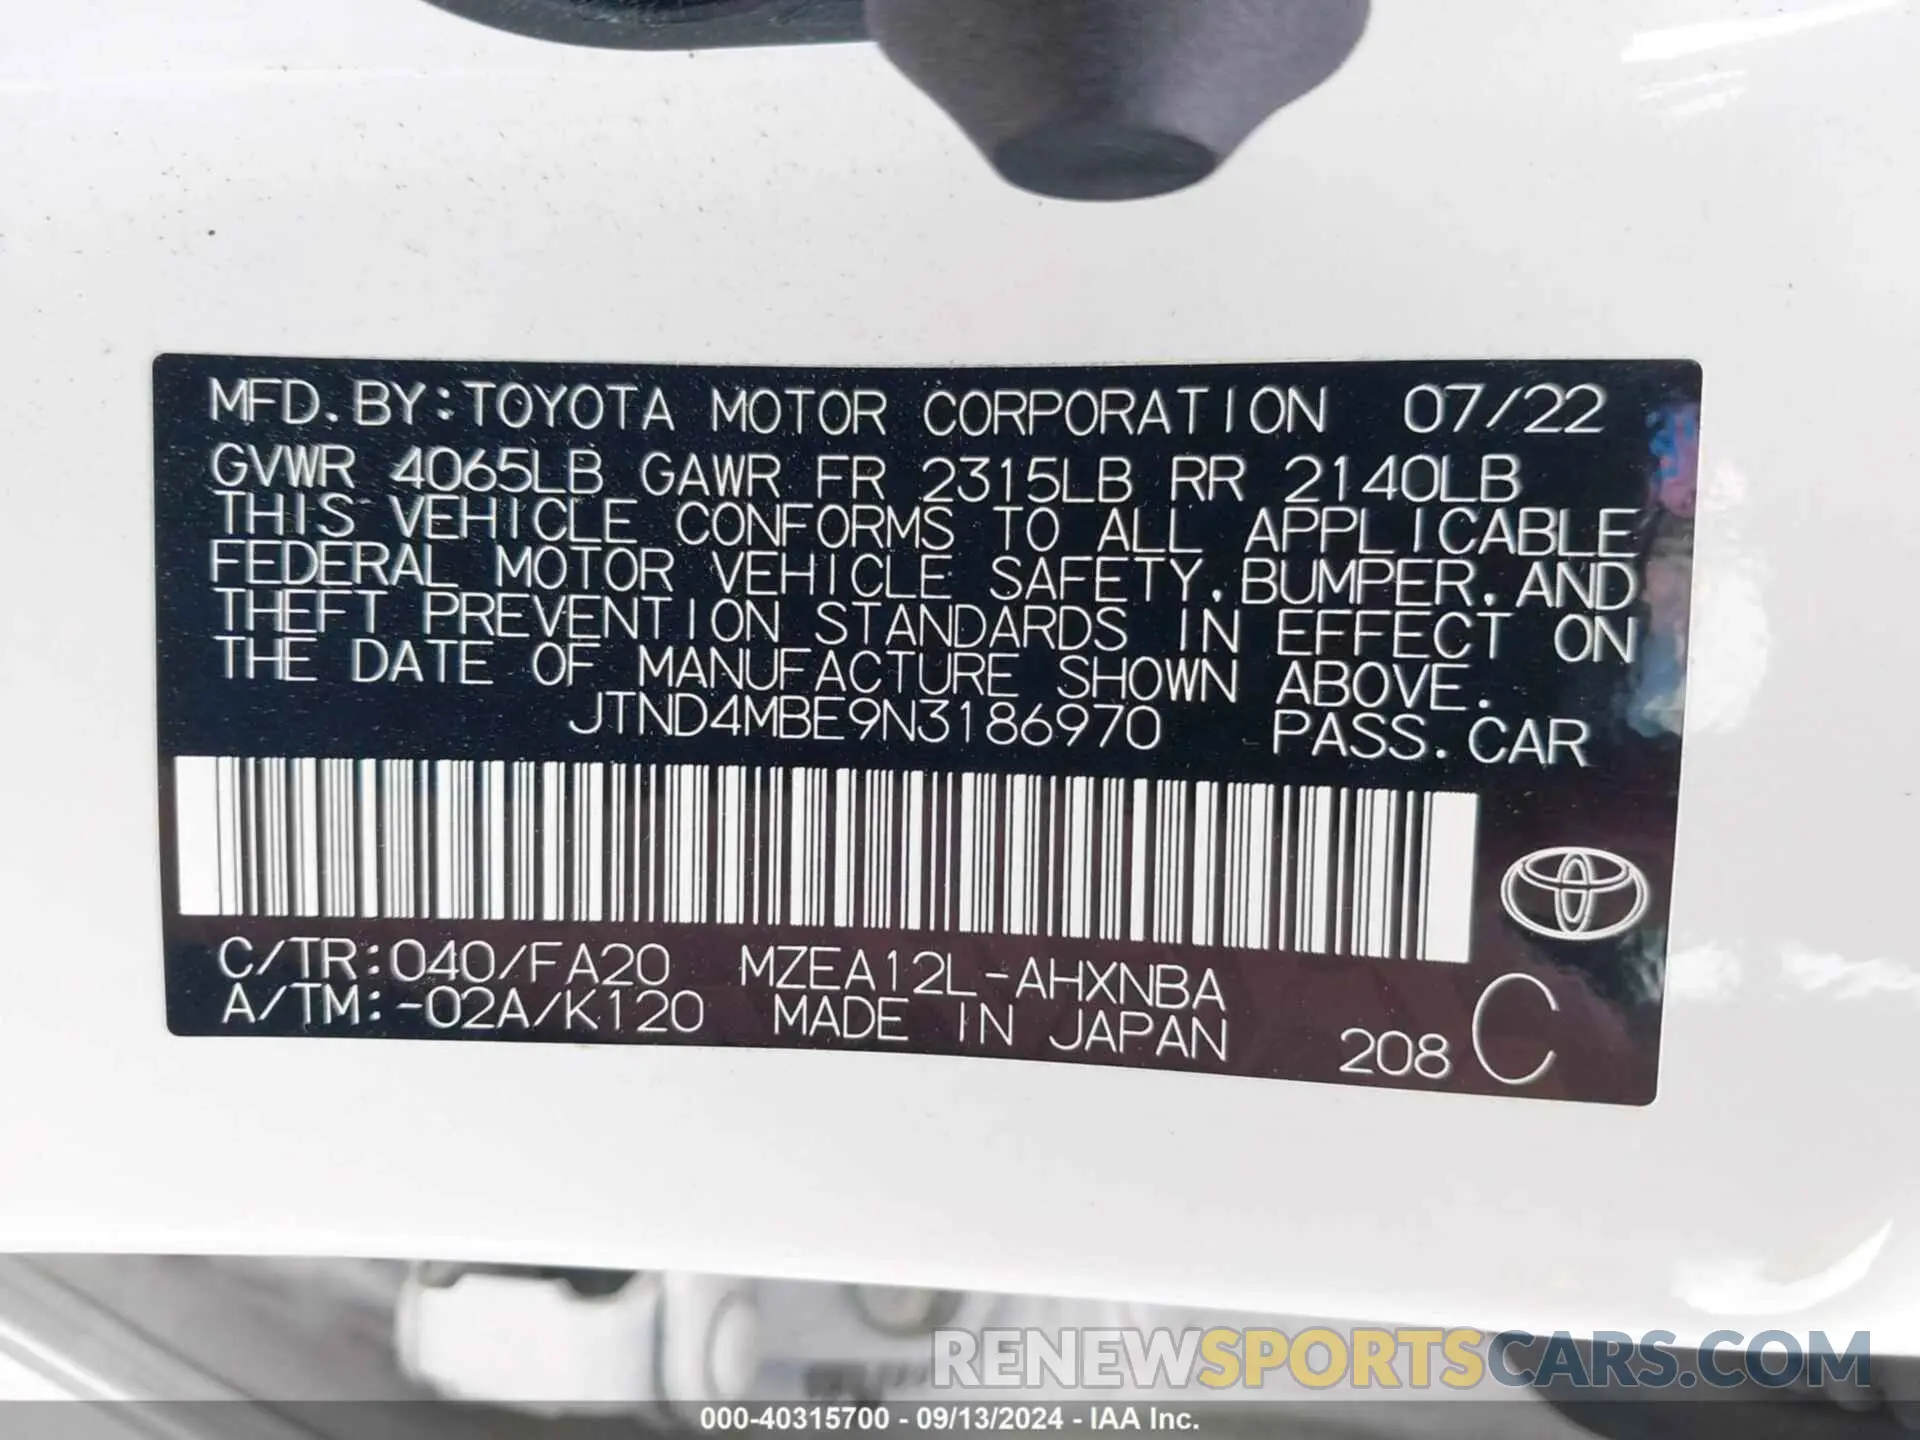 MFD. BY: TOYOTA MOTOR CORPORATION 07/22
GVWR 4065LB GAWR FR 2315LB RR 2140LB
THIS VEHICLE CONFORMS TO ALL APPLICABLE
FEDERAL MOTOR VEHICLE SAFETY, BUMPER, AND
THEFT PREVENTION STANDARDS IN EFFECT ON
THE DATE OF MANUFACTURE SHOWN ABOVE.
JTND4MBE9N3186970 PASS. CAR
C/TR: 040/FA20 MZEA12L-AHXNBA
A/TM: -02A/K120 MADE IN JAPAN 208 C
RENEWSPORTSCARS.COM
000-40315700 - 09/13/2024 - IAA Inc.